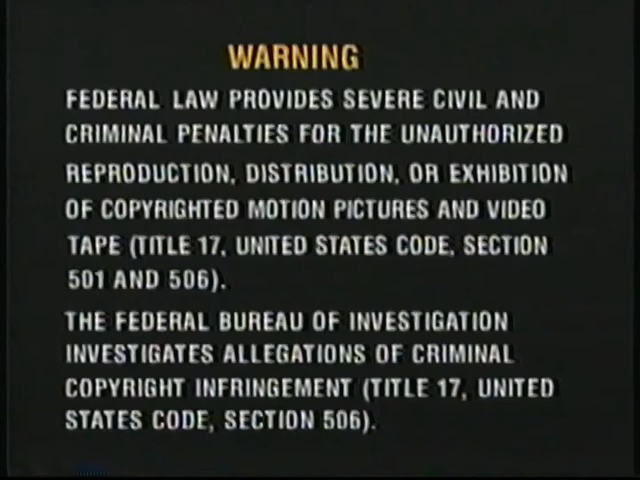 WARNING
FEDERAL LAW PROVIDES SEVERE CIVIL AND
CRIMINAL PENALTIES FOR THE UNAUTHORIZED
REPRODUCTION, DISTRIBUTION, OR EXHIBITION
OF COPYRIGHTED MOTION PICTURES AND VIDEO
TAPE (TITLE 17, UNITED STATES CODE, SECTION
501 AND 506).
THE FEDERAL BUREAU OF INVESTIGATION
INVESTIGATES ALLEGATIONS OF CRIMINAL
COPYRIGHT INFRINGEMENT (TITLE 17, UNITED
STATES CODE, SECTION 506).